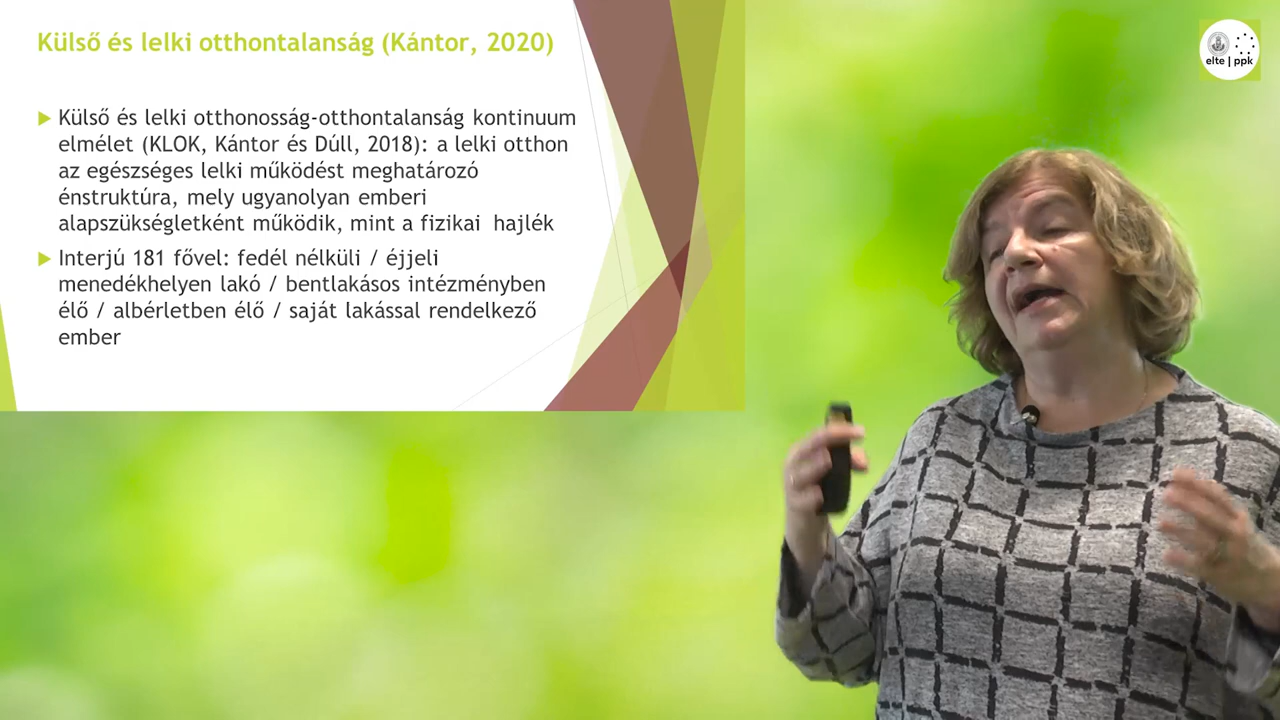 Külső és lelki otthontalanság (Kántor, 2020)
Külső és lelki otthonosság-otthontalanság kontinuum
elmélet (KLOK, Kántor és Dúll, 2018): a lelki otthon
az egészséges lelki működést meghatározó
énstruktúra, mely ugyanolyan emberi
alapszükségletként működik, mint a fizikai hajlék
Interjú 181 fővel: fedél nélküli / éjjeli
menedékhelyen lakó / bentlakásos intézményben
élő / albérletben élő / saját lakással rendelkező
ember
elte | ppk